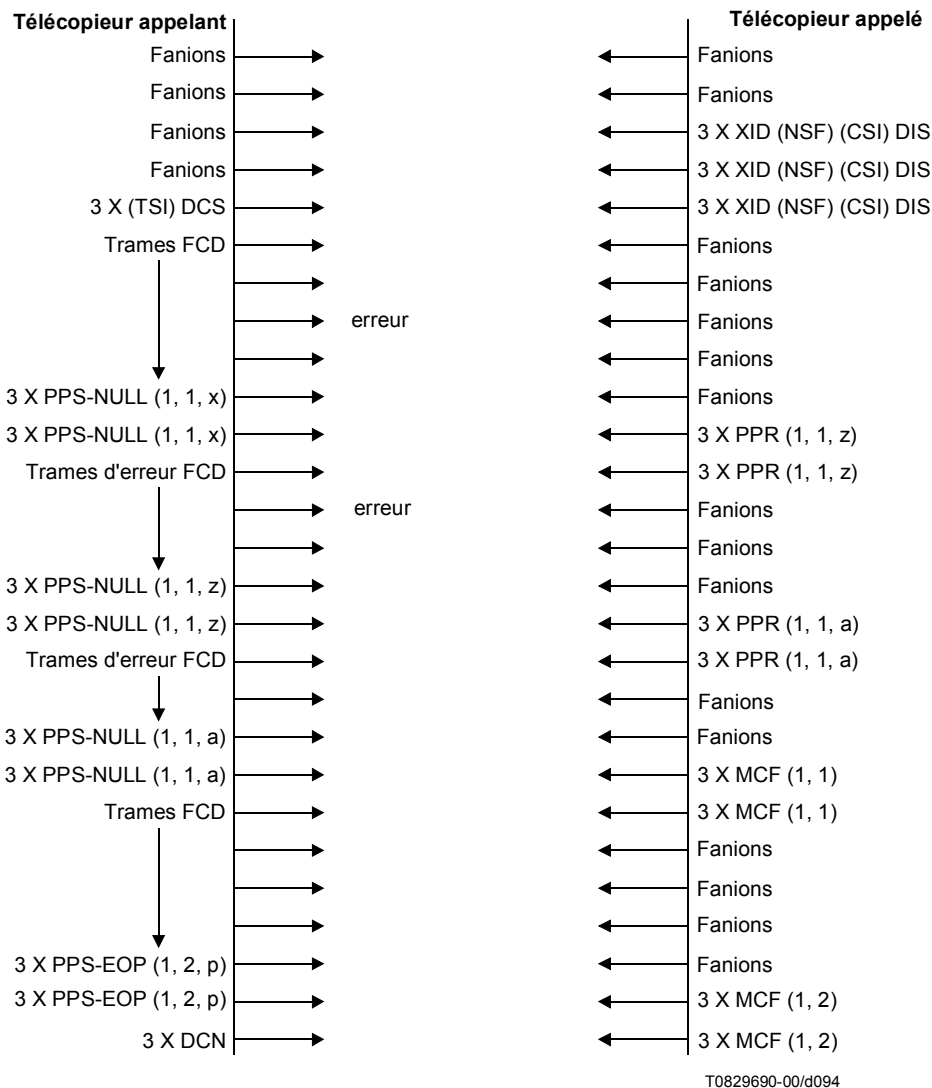 Télécopieur appelant Télécopieur appelé
Fanions Fanions
Fanions Fanions
Fanions 3 X XID (NSF) (CSI) DIS
Fanions 3 X XID (NSF) (CSI) DIS
3 X (TSI) DCS 3 X XID (NSF) (CSI) DIS
Trames FCD Fanions
Fanions
erreur Fanions
Fanions
3 X PPS-NULL (1, 1, x) Fanions
3 X PPS-NULL (1, 1, x) 3 X PPR (1, 1, z)
Trames d'erreur FCD 3 X PPR (1, 1, z)
erreur Fanions
Fanions
3 X PPS-NULL (1, 1, z) Fanions
3 X PPS-NULL (1, 1, z) 3 X PPR (1, 1, a)
Trames d'erreur FCD 3 X PPR (1, 1, a)
Fanions
3 X PPS-NULL (1, 1, a) Fanions
3 X PPS-NULL (1, 1, a) 3 X MCF (1, 1)
Trames FCD 3 X MCF (1, 1)
Fanions
Fanions
Fanions
3 X PPS-EOP (1, 2, p) Fanions
3 X PPS-EOP (1, 2, p) 3 X MCF (1, 2)
3 X DCN 3 X MCF (1, 2)
T0829690-00/d094